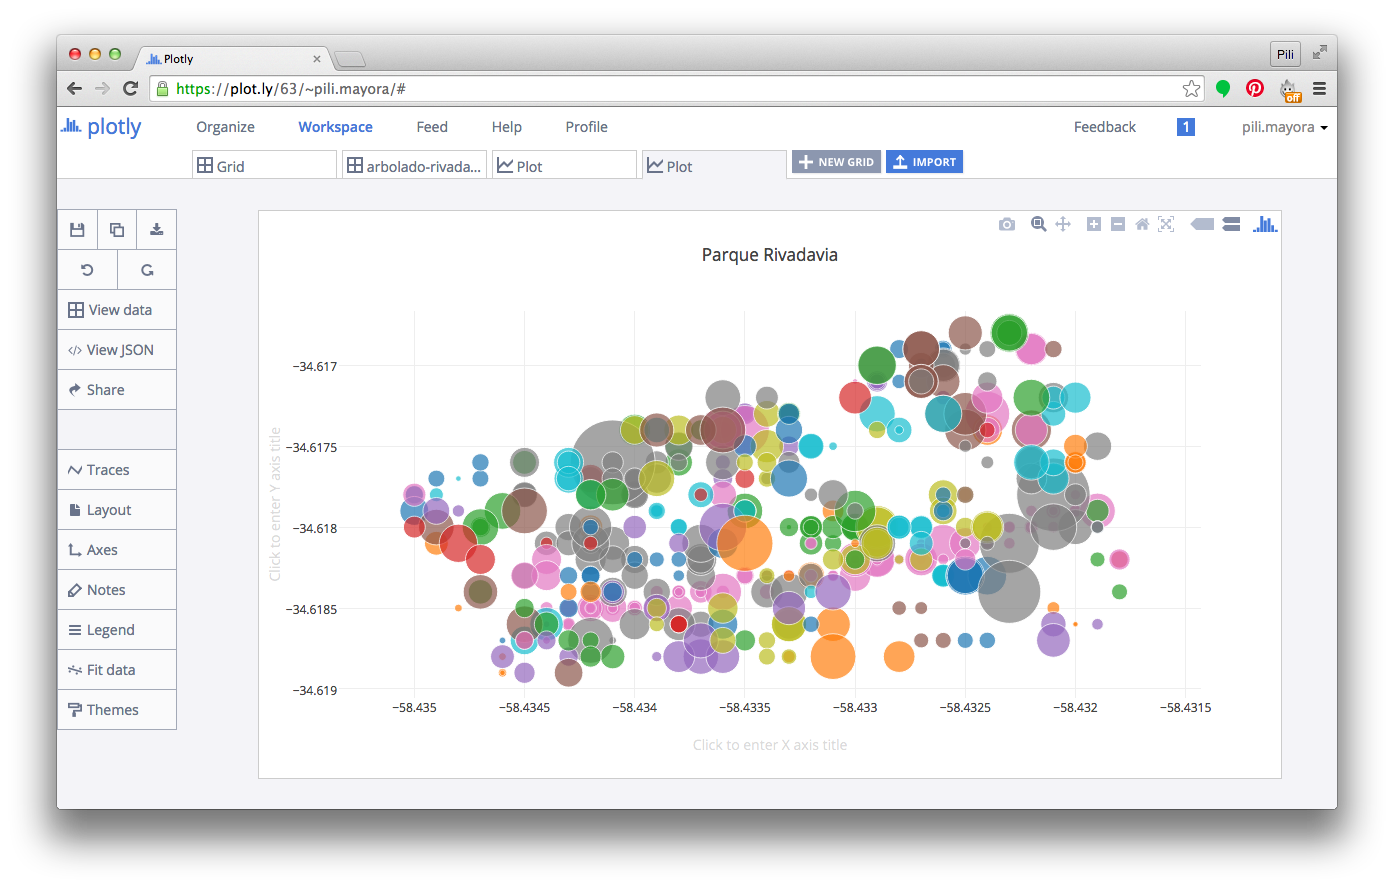 Plotly
Pili
https://plot.ly/63/~pili.mayora/#
off
plotly
Organize
Workspace
Feed
Help
Profile
Feedback
1
pili.mayora
Grid
arbolado-rivada...
Plot
Plot
NEW GRID
IMPORT
View data
</> View JSON
Share
Traces
Layout
Axes
Notes
Legend
Fit data
Themes
Parque Rivadavia
Click to enter Y axis title
−34.617
−34.6175
−34.618
−34.6185
−34.619
−58.435
−58.4345
−58.434
−58.4335
−58.433
−58.4325
−58.432
−58.4315
Click to enter X axis title